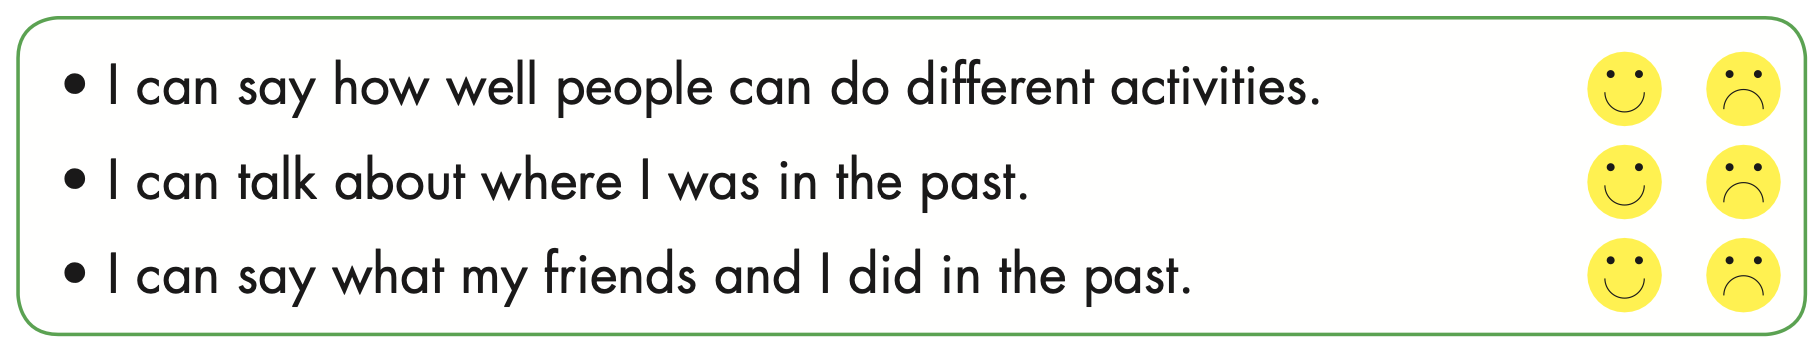 • I can say how well people can do different activities.
• I can talk about where I was in the past.
• I can say what my friends and I did in the past.